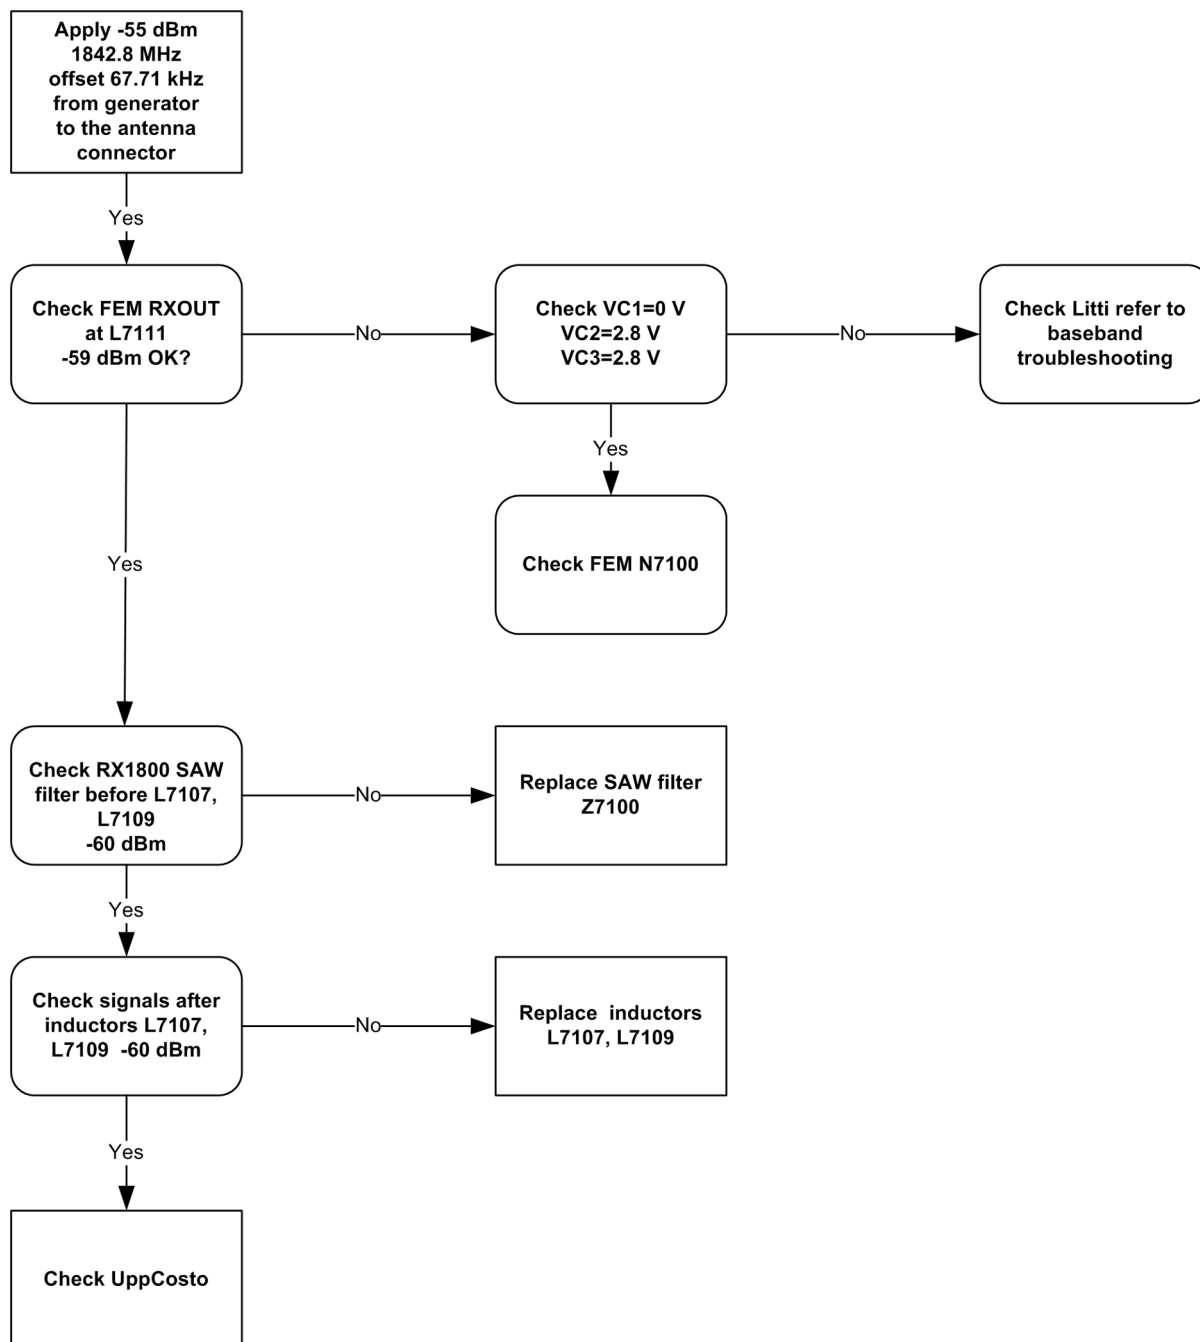 Apply -55 dBm
1842.8 MHz
offset 67.71 kHz
from generator
to the antenna
connector
Yes
Check FEM RXOUT
at L7111
-59 dBm OK?
No
Check VC1=0 V
VC2=2.8 V
VC3=2.8 V
No
Check Litti refer to
baseband
troubleshooting
Yes
Check FEM N7100
Yes
Check RX1800 SAW
filter before L7107,
L7109
-60 dBm
No
Replace SAW filter
Z7100
Yes
Check signals after
inductors L7107,
L7109  -60 dBm
No
Replace  inductors
L7107, L7109
Yes
Check UppCosto